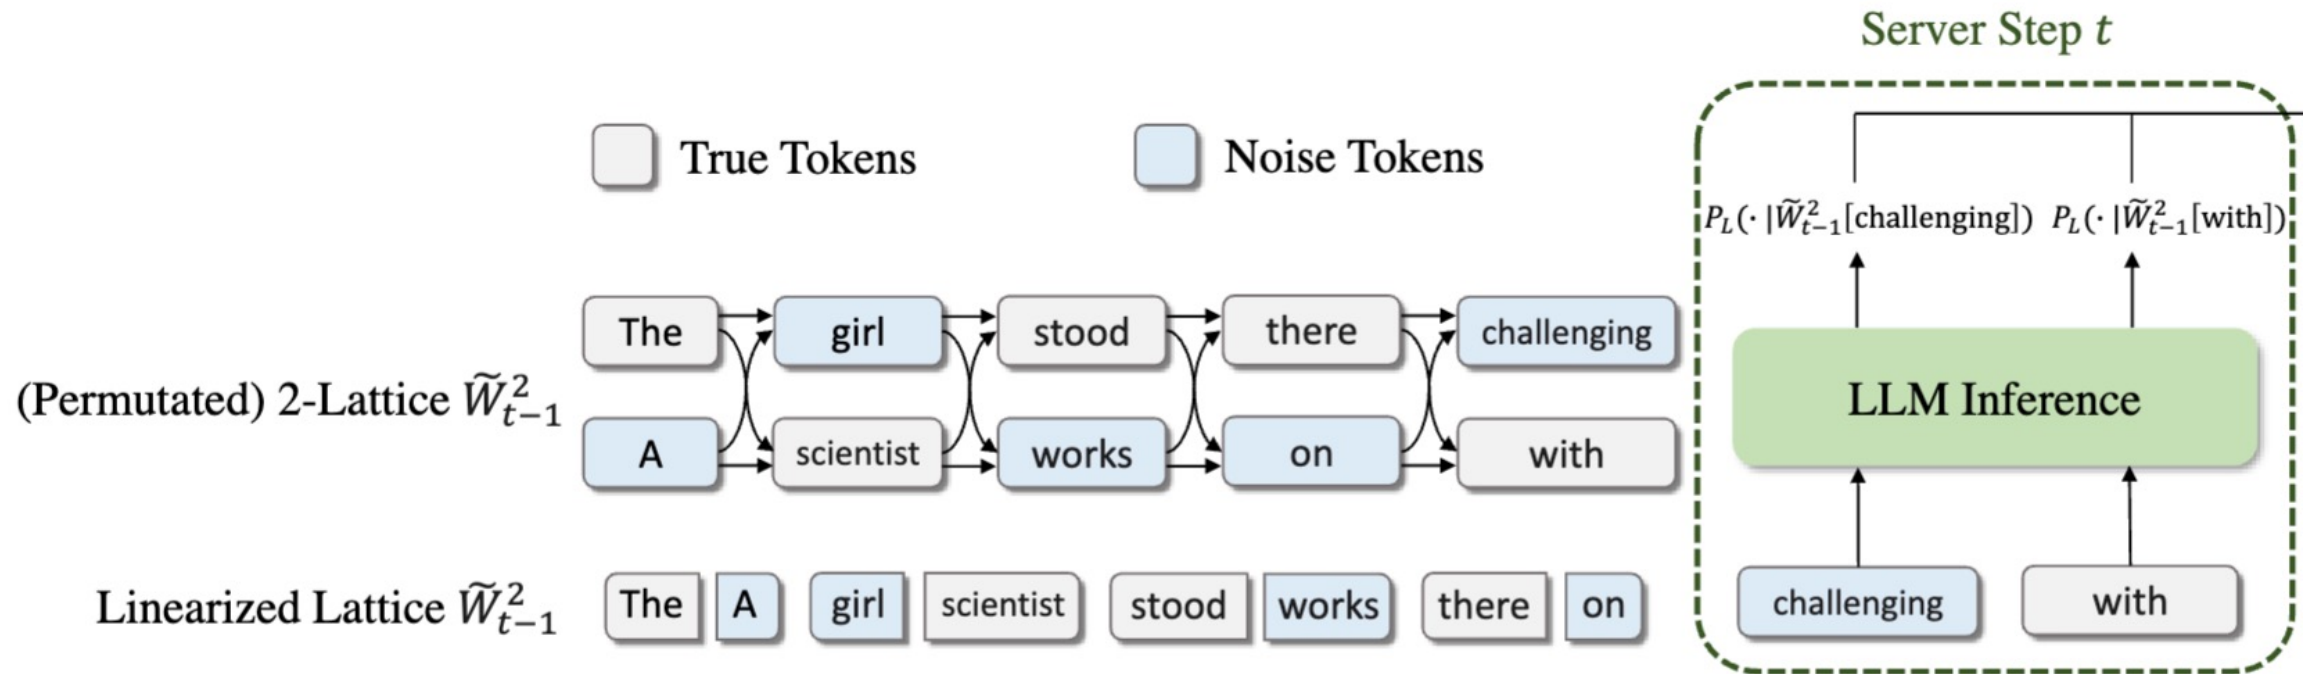 Server Step t
True Tokens
Noise Tokens
P_L(· |W̃²_{t−1}[challenging]) P_L(· |W̃²_{t−1}[with])
The girl stood there challenging
(Permutated) 2-Lattice W̃²_{t−1}
LLM Inference
A scientist works on with
Linearized Lattice W̃²_{t−1}
The A girl scientist stood works there on
challenging with